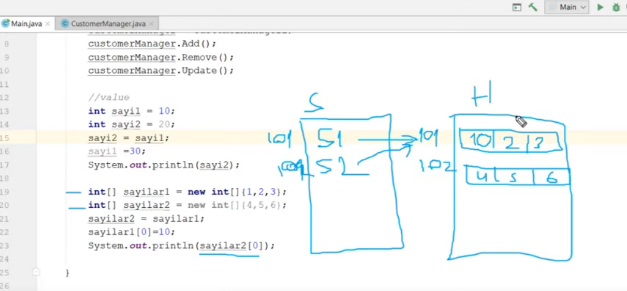 Main
Main.java
CustomerManager.java
8
customerManager.Add();
9
customerManager.Remove();
10
customerManager.Update();
11
12
//value
13
int sayi1 = 10;
14
int sayi2 = 20;
15
sayi2 = sayi1;
16
sayi1 =30;
17
System.out.println(sayi2);
18
19
int[] sayilar1 = new int[]{1,2,3};
20
int[] sayilar2 = new int[]{4,5,6};
21
sayilar2 = sayilar1;
22
sayilar1[0]=10;
23
System.out.println(sayilar2[0]);
24
25
}
S
H
101 S1 101 10 2 3
S2 102 4 5 6